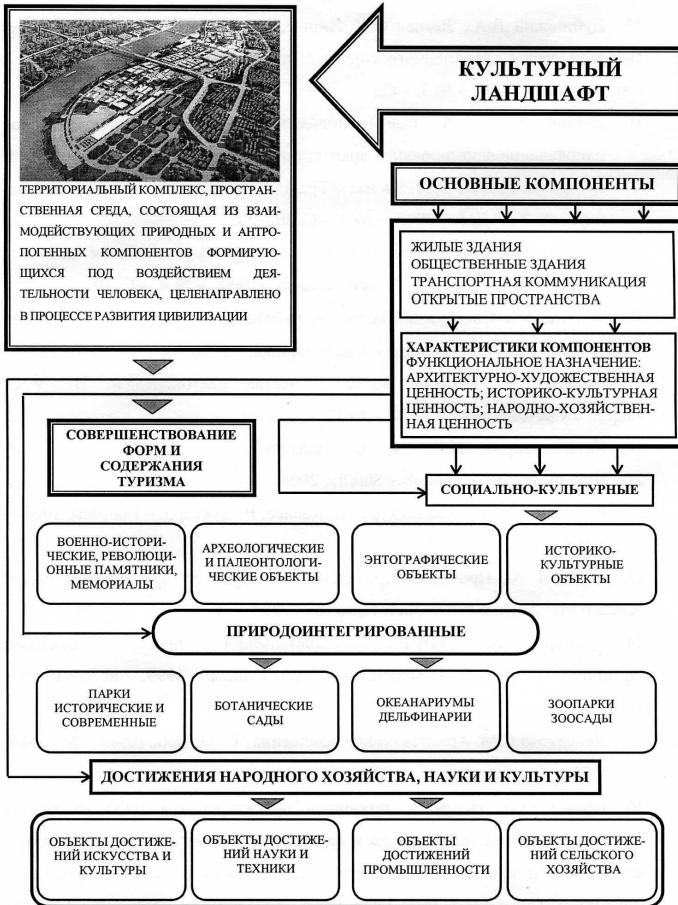 КУЛЬТУРНЫЙ
ЛАНДШАФТ
ТЕРРИТОРИАЛЬНЫЙ КОМПЛЕКС, ПРОСТРАН-
СТВЕННАЯ СРЕДА, СОСТОЯЩАЯ ИЗ ВЗАИ-
МОДЕЙСТВУЮЩИХ ПРИРОДНЫХ И АНТРО-
ПОГЕННЫХ КОМПОНЕНТОВ ФОРМИРУЮ-
ЩИХСЯ ПОД ВОЗДЕЙСТВИЕМ ДЕЯ-
ТЕЛЬНОСТИ ЧЕЛОВЕКА, ЦЕЛЕНАПРАВЛЕНО
В ПРОЦЕССЕ РАЗВИТИЯ ЦИВИЛИЗАЦИИ
ОСНОВНЫЕ КОМПОНЕНТЫ
ЖИЛЫЕ ЗДАНИЯ
ОБЩЕСТВЕННЫЕ ЗДАНИЯ
ТРАНСПОРТНАЯ КОММУНИКАЦИЯ
ОТКРЫТЫЕ ПРОСТРАНСТВА
ХАРАКТЕРИСТИКИ КОМПОНЕНТОВ
ФУНКЦИОНАЛЬНОЕ НАЗНАЧЕНИЕ:
АРХИТЕКТУРНО-ХУДОЖЕСТВЕННАЯ
ЦЕННОСТЬ; ИСТОРИКО-КУЛЬТУРНАЯ
ЦЕННОСТЬ; НАРОДНО-ХОЗЯЙСТВЕН-
НАЯ ЦЕННОСТЬ
СОВЕРШЕНСТВОВАНИЕ
ФОРМ И
СОДЕРЖАНИЯ
ТУРИЗМА
СОЦИАЛЬНО-КУЛЬТУРНЫЕ
ВОЕННО-ИСТОРИ-
ЧЕСКИЕ, РЕВОЛЮЦИ-
ОННЫЕ ПАМЯТНИКИ,
МЕМОРИАЛЫ
АРХЕОЛОГИЧЕСКИЕ
И ПАЛЕОНТОЛОГИ-
ЧЕСКИЕ ОБЪЕКТЫ
ЭНТОГРАФИЧЕСКИЕ
ОБЪЕКТЫ
ИСТОРИКО-
КУЛЬТУРНЫЕ
ОБЪЕКТЫ
ПРИРОДОИНТЕГРИРОВАННЫЕ
ПАРКИ
ИСТОРИЧЕСКИЕ И
СОВРЕМЕННЫЕ
БОТАНИЧЕСКИЕ
САДЫ
ОКЕАНАРИУМЫ
ДЕЛЬФИНАРИИ
ЗООПАРКИ
ЗООСАДЫ
ДОСТИЖЕНИЯ НАРОДНОГО ХОЗЯЙСТВА, НАУКИ И КУЛЬТУРЫ
ОБЪЕКТЫ ДОСТИЖЕ-
НИЙ ИСКУССТВА И
КУЛЬТУРЫ
ОБЪЕКТЫ ДОСТИЖЕ-
НИЙ НАУКИ И
ТЕХНИКИ
ОБЪЕКТЫ
ДОСТИЖЕНИЙ
ПРОМЫШЛЕННОСТИ
ОБЪЕКТЫ ДОСТИЖЕ-
НИЙ СЕЛЬСКОГО
ХОЗЯЙСТВА